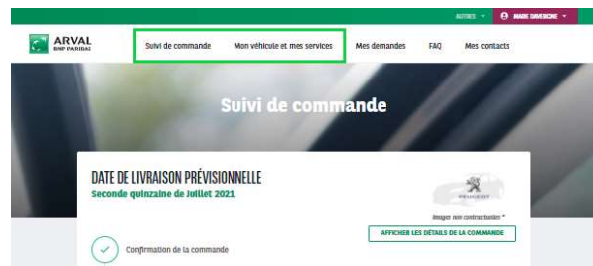 AUTRES
MARIE DAVERGNE
ARVAL
BNP PARIBAS
Suivi de commande
Mon véhicule et mes services
Mes demandes
FAQ
Mes contacts
Suivi de commande
DATE DE LIVRAISON PRÉVISIONNELLE
Seconde quinzaine de Juillet 2021
PEUGEOT
Images non contractuelles *
AFFICHER LES DÉTAILS DE LA COMMANDE
Confirmation de la commande